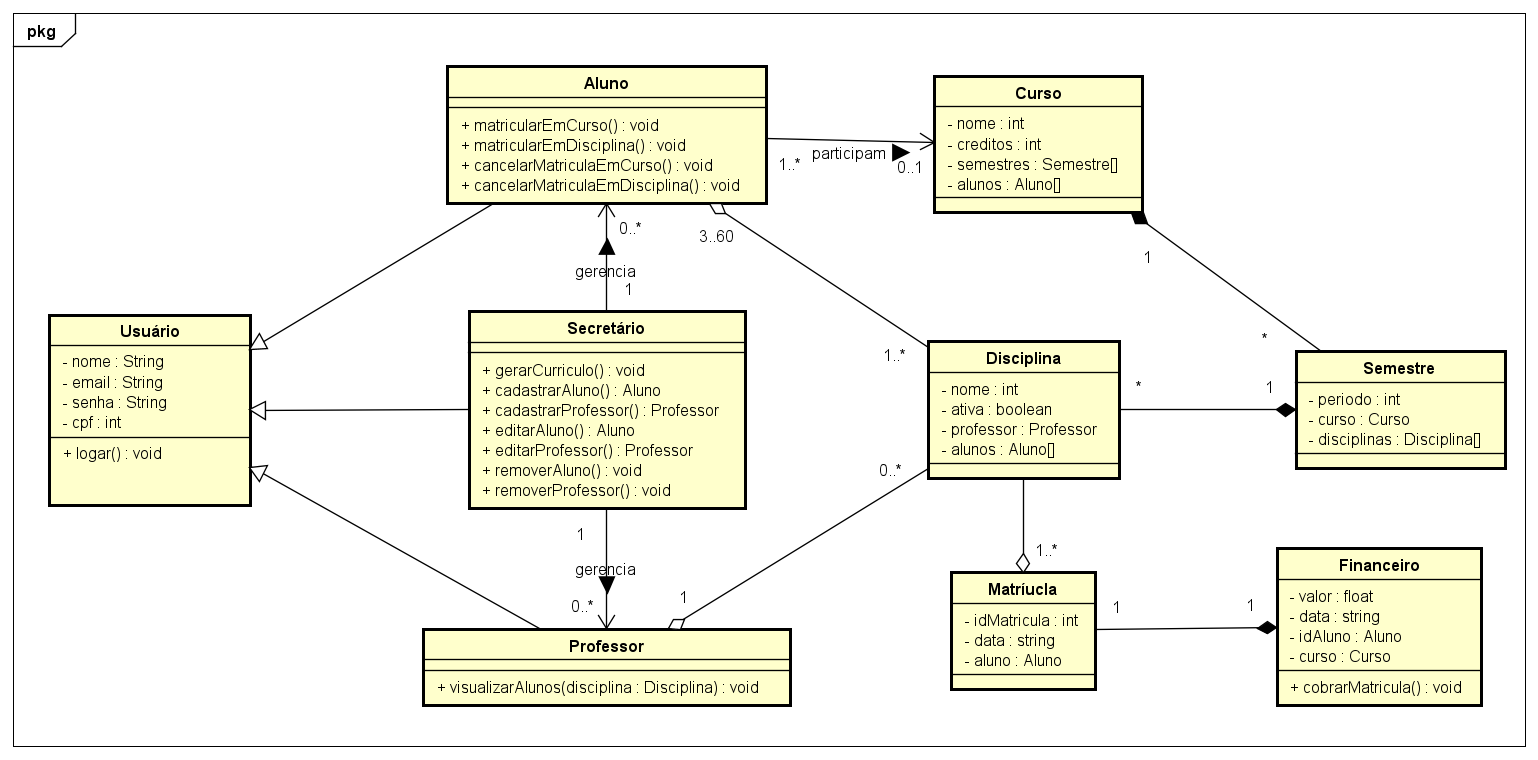 pkg
Aluno
+ matricularEmCurso() : void
+ matricularEmDisciplina() : void
+ cancelarMatriculaEmCurso() : void
+ cancelarMatriculaEmDisciplina() : void
1..*
participam
0..1
Curso
- nome : int
- creditos : int
- semestres : Semestre[]
- alunos : Aluno[]
0..*
gerencia
1
3..60
1..*
1
*
Usuário
- nome : String
- email : String
- senha : String
- cpf : int
+ logar() : void
Secretário
+ gerarCurriculo() : void
+ cadastrarAluno() : Aluno
+ cadastrarProfessor() : Professor
+ editarAluno() : Aluno
+ editarProfessor() : Professor
+ removerAluno() : void
+ removerProfessor() : void
Disciplina
- nome : int
- ativa : boolean
- professor : Professor
- alunos : Aluno[]
*
1
Semestre
- periodo : int
- curso : Curso
- disciplinas : Disciplina[]
1
gerencia
0..*
0..*
1
1..*
Professor
+ visualizarAlunos(disciplina : Disciplina) : void
Matríucla
- idMatricula : int
- data : string
- aluno : Aluno
1
1
Financeiro
- valor : float
- data : string
- idAluno : Aluno
- curso : Curso
+ cobrarMatricula() : void